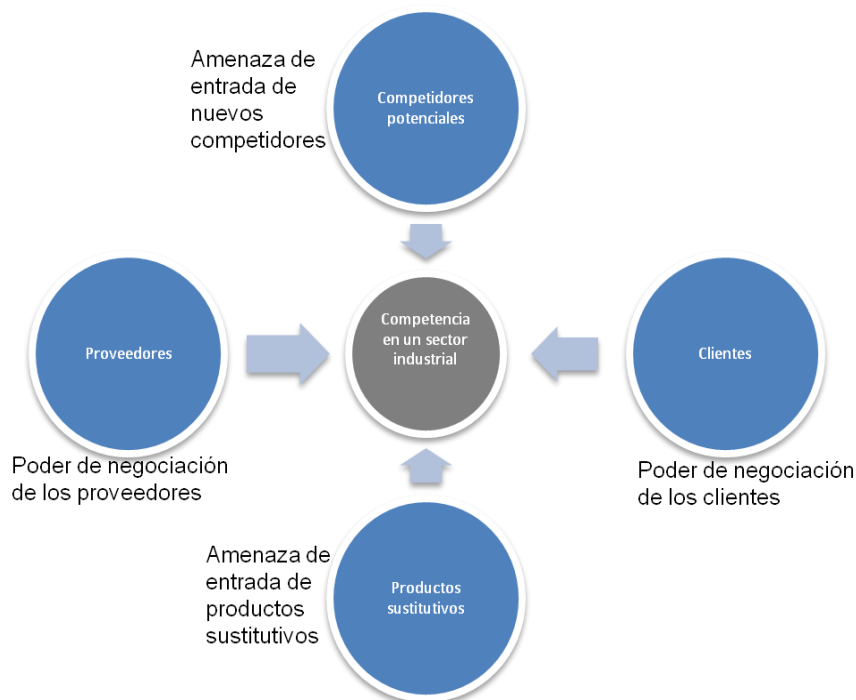 Amenaza de
entrada de
nuevos
competidores
Competidores
potenciales
Proveedores
Competencia
en un sector
industrial
Clientes
Poder de negociación
de los proveedores
Poder de negociación
de los clientes
Amenaza de
entrada de
productos
sustitutivos
Productos
sustitutivos